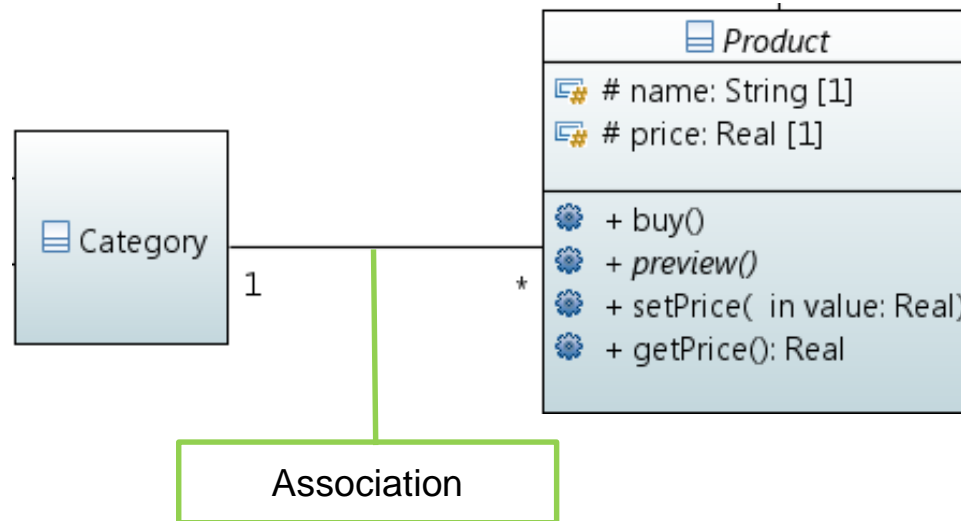 Product
# name: String [1]
# price: Real [1]
Category
1
*
+ buy()
+ preview()
+ setPrice( in value: Real)
+ getPrice(): Real
Association